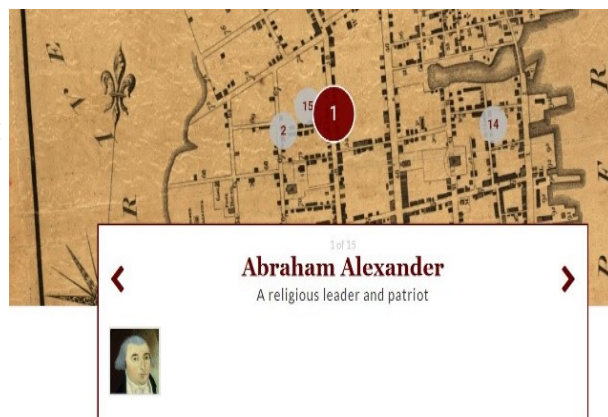 A
E
A
R
R
E
R
15
1
2
14
1 of 15
Abraham Alexander
A religious leader and patriot